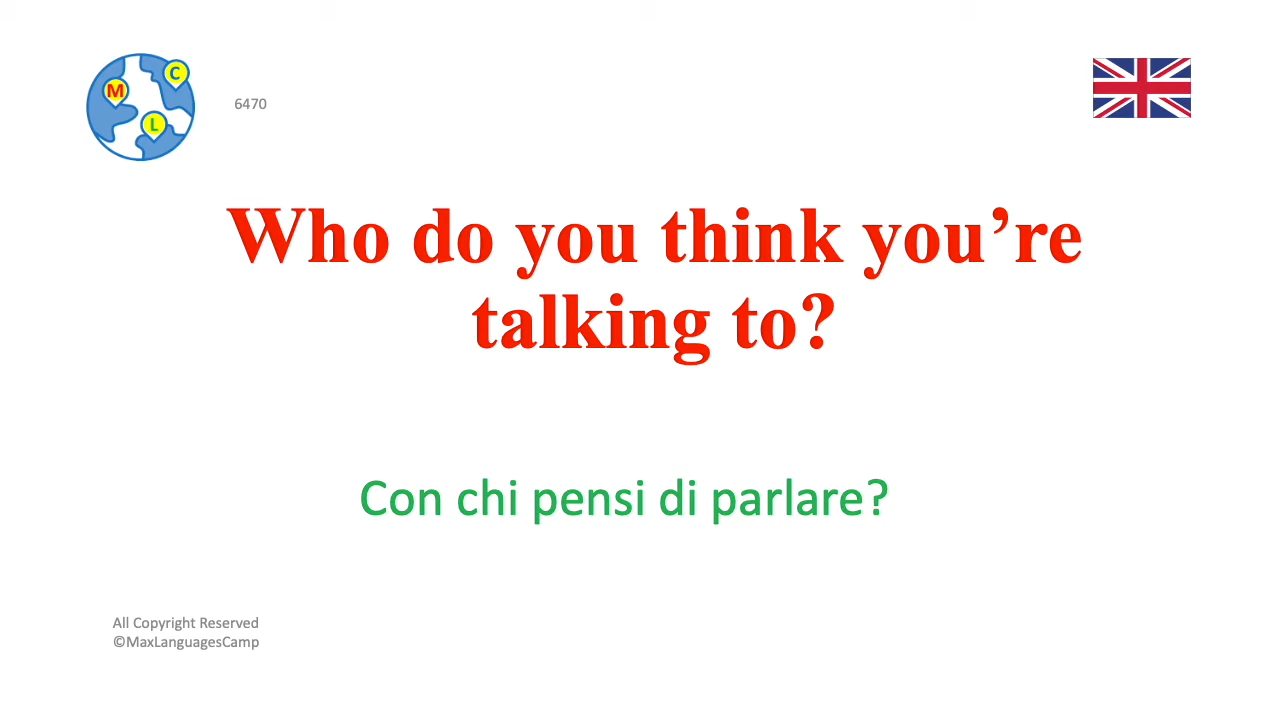 C
M
L
6470
Who do you think you’re
talking to?
Con chi pensi di parlare?
All Copyright Reserved
©MaxLanguagesCamp